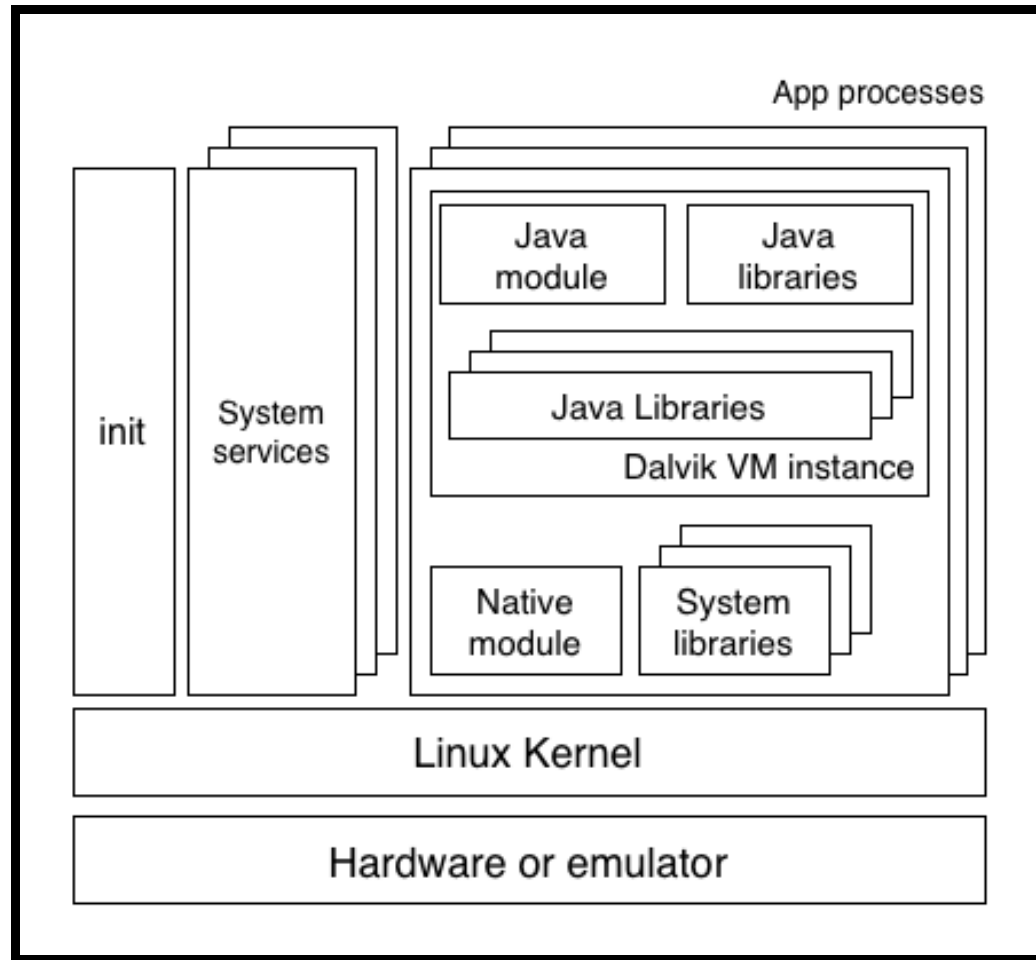 App processes
init
System
services
Java
module
Java
libraries
Java Libraries
Dalvik VM instance
Native
module
System
libraries
Linux Kernel
Hardware or emulator